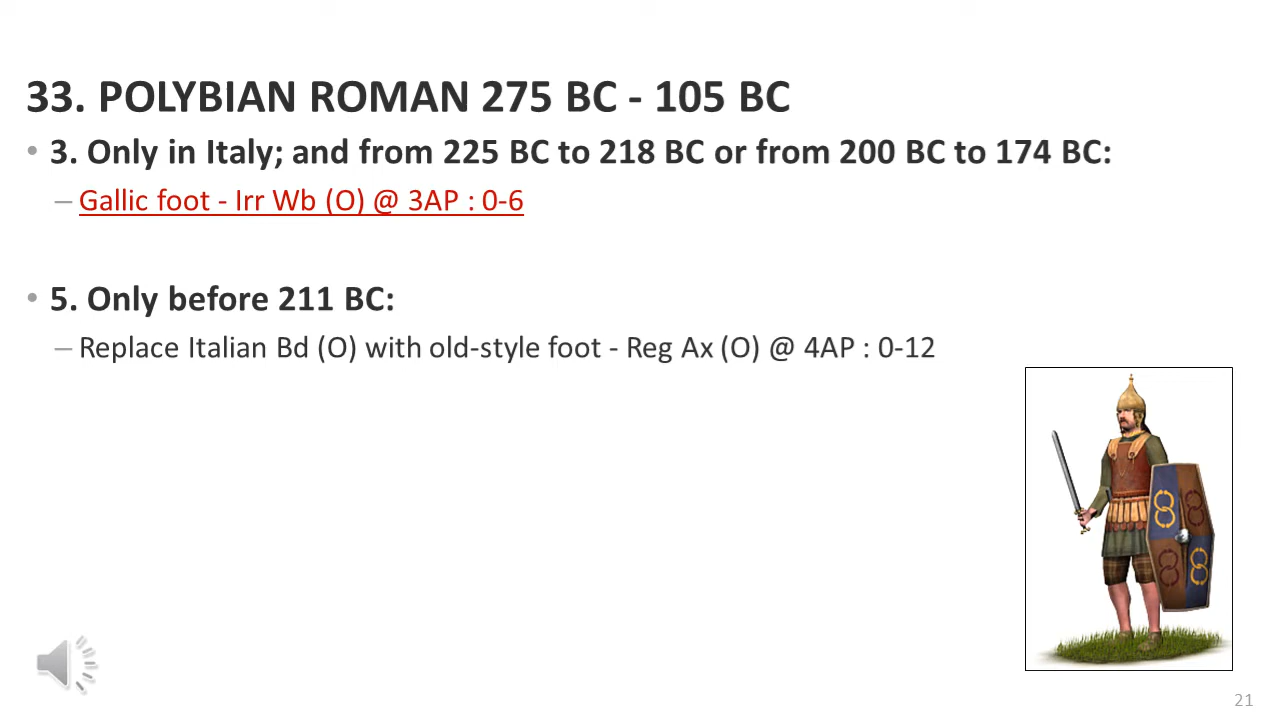 33. POLYBIAN ROMAN 275 BC - 105 BC
• 3. Only in Italy; and from 225 BC to 218 BC or from 200 BC to 174 BC:
– Gallic foot - Irr Wb (O) @ 3AP : 0-6
• 5. Only before 211 BC:
– Replace Italian Bd (O) with old-style foot - Reg Ax (O) @ 4AP : 0-12
21